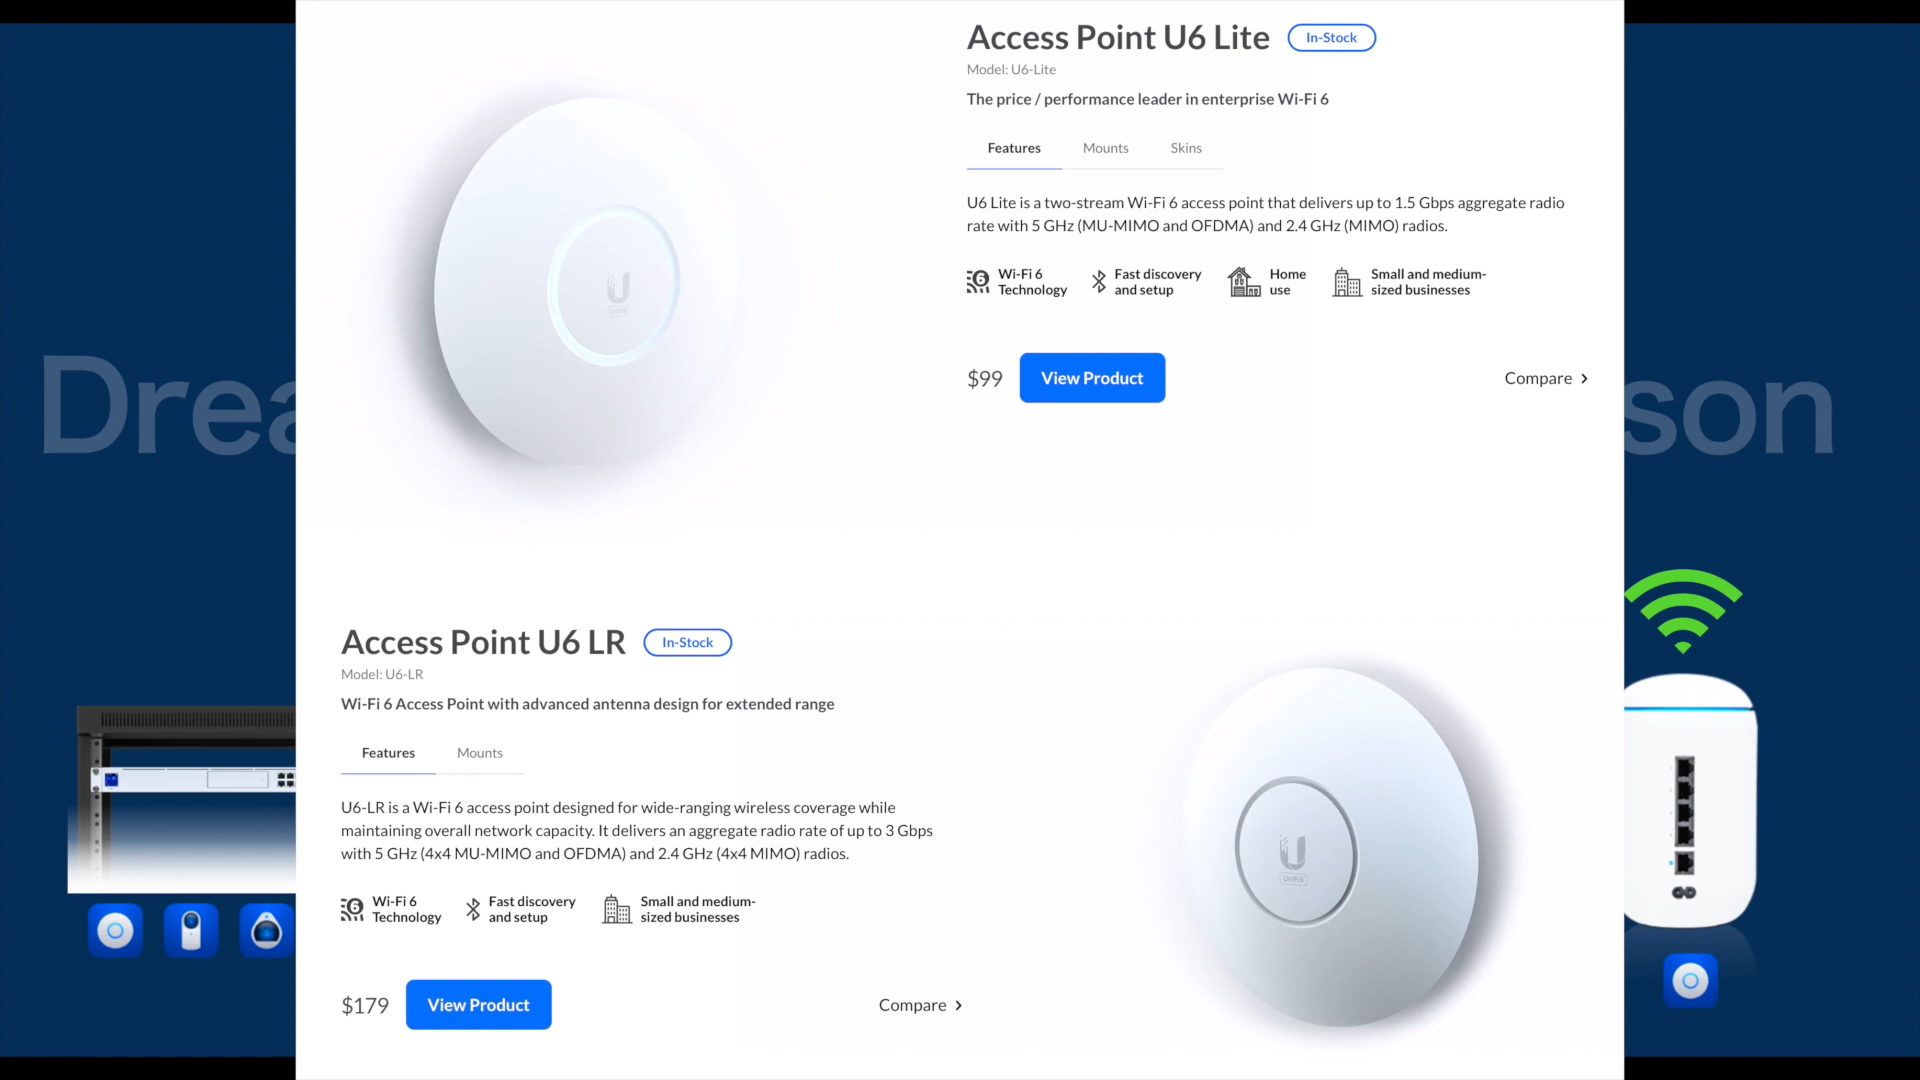 Access Point U6 Lite
In-Stock
Model: U6-Lite
The price / performance leader in enterprise Wi-Fi 6
Features
Mounts
Skins
U6 Lite is a two-stream Wi-Fi 6 access point that delivers up to 1.5 Gbps aggregate radio
rate with 5 GHz (MU-MIMO and OFDMA) and 2.4 GHz (MIMO) radios.
Wi-Fi 6
Technology
Fast discovery
and setup
Home
use
Small and medium-
sized businesses
$99
View Product
Compare
Drea
son
Access Point U6 LR
In-Stock
Model: U6-LR
Wi-Fi 6 Access Point with advanced antenna design for extended range
Features
Mounts
U6-LR is a Wi-Fi 6 access point designed for wide-ranging wireless coverage while
maintaining overall network capacity. It delivers an aggregate radio rate of up to 3 Gbps
with 5 GHz (4x4 MU-MIMO and OFDMA) and 2.4 GHz (4x4 MIMO) radios.
Wi-Fi 6
Technology
Fast discovery
and setup
Small and medium-
sized businesses
$179
View Product
Compare
U
UniFi6